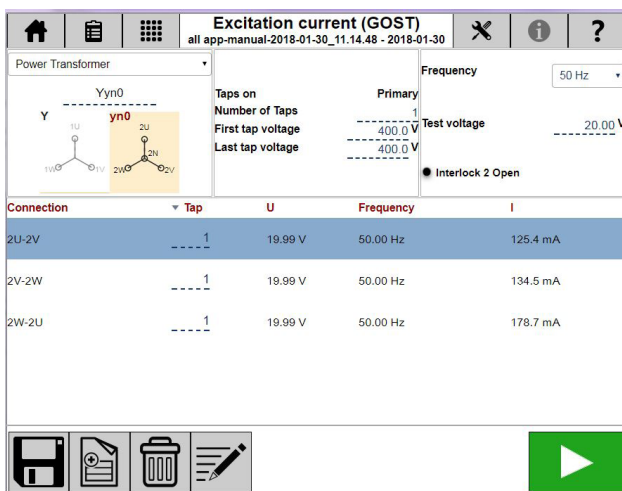 Excitation current (GOST)
all app-manual-2018-01-30_11.14.48 - 2018-01-30
?
Power Transformer
Yyn0
Y yn0
1U 2U
2N
1W 1V 2W 2V
Taps on Primary
Number of Taps 1
First tap voltage 400.0 V
Last tap voltage 400.0 V
Frequency 50 Hz
Test voltage 20.00 V
Interlock 2 Open
Connection Tap U Frequency I
2U-2V 1 19.99 V 50.00 Hz 125.4 mA
2V-2W 1 19.99 V 50.00 Hz 134.5 mA
2W-2U 1 19.99 V 50.00 Hz 178.7 mA